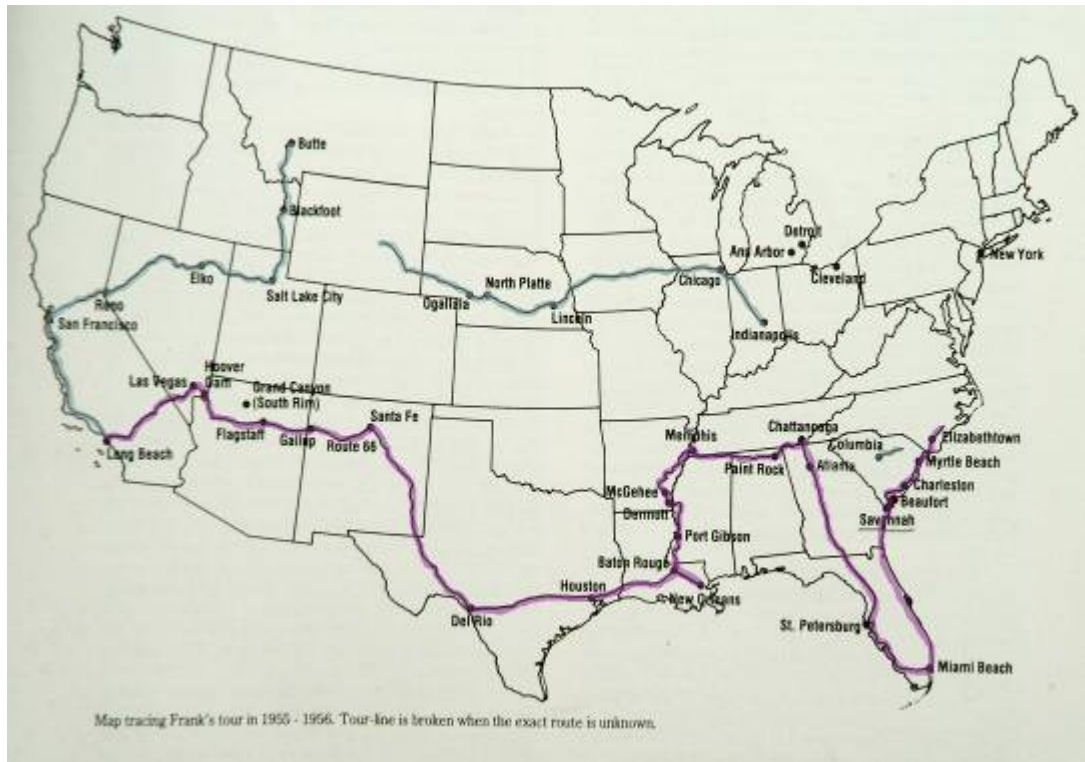 Butte
Blackfoot
Detroit
Ana Arbor
New York
Elko
North Platte
Chicago
Cleveland
Salt Lake City
Reno
Ogallala
Lincoln
San Francisco
Indianapolis
Hoover
Dam
Las Vegas
Grand Canyon
(South Rim)
Santa Fe
Chattanooga
Flagstaff
Gallup
Route 66
Memphis
Columbia
Elizabethtown
Long Beach
Paint Rock
Atlanta
Myrtle Beach
McGehee
Charleston
Dermott
Beaufort
Savannah
Port Gibson
Baton Rouge
Houston
New Orleans
Del Rio
St. Petersburg
Miami Beach
Map tracing Frank's tour in 1955 - 1956. Tour-line is broken when the exact route is unknown.